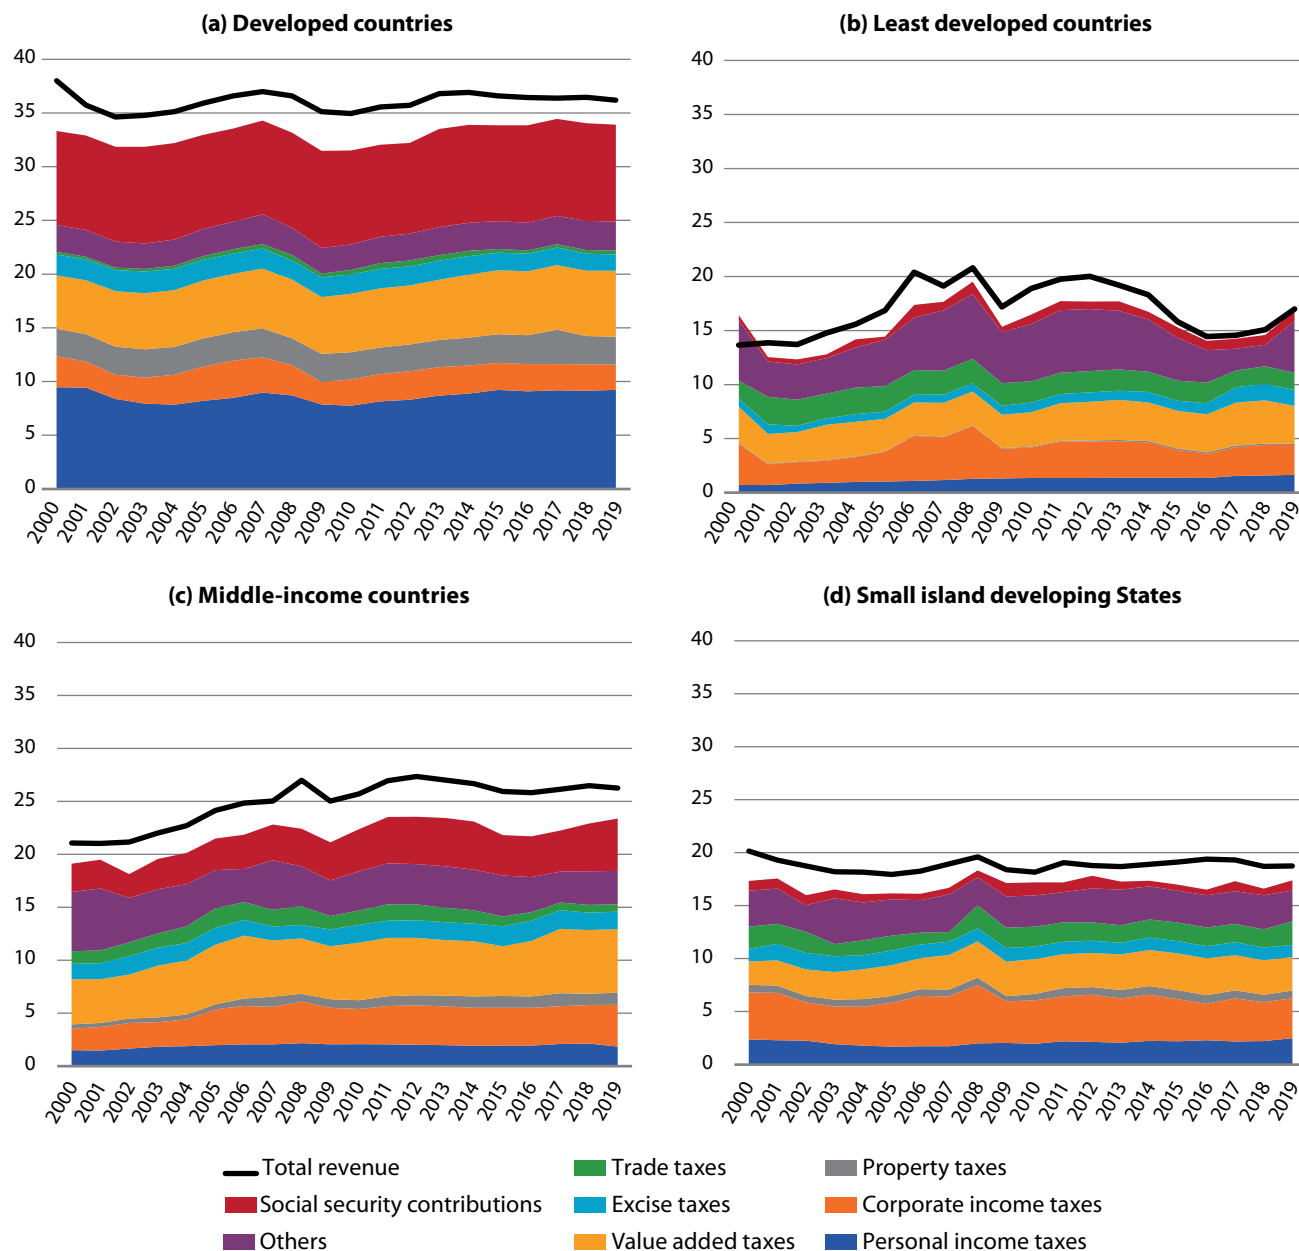 (a) Developed countries
40
35
30
25
20
15
10
5
0
2000 2001 2002 2003 2004 2005 2006 2007 2008 2009 2010 2011 2012 2013 2014 2015 2016 2017 2018 2019
(b) Least developed countries
40
35
30
25
20
15
10
5
0
2000 2001 2002 2003 2004 2005 2006 2007 2008 2009 2010 2011 2012 2013 2014 2015 2016 2017 2018 2019
(c) Middle-income countries
40
35
30
25
20
15
10
5
0
2000 2001 2002 2003 2004 2005 2006 2007 2008 2009 2010 2011 2012 2013 2014 2015 2016 2017 2018 2019
(d) Small island developing States
40
35
30
25
20
15
10
5
0
2000 2001 2002 2003 2004 2005 2006 2007 2008 2009 2010 2011 2012 2013 2014 2015 2016 2017 2018 2019
Total revenue
Trade taxes
Property taxes
Social security contributions
Excise taxes
Corporate income taxes
Others
Value added taxes
Personal income taxes